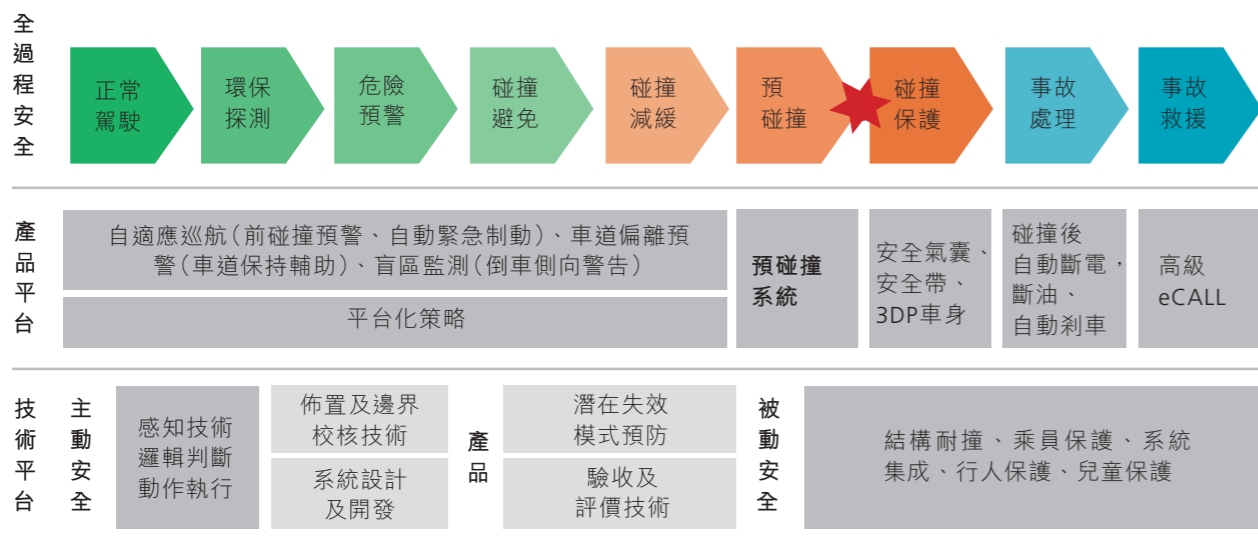 全過程安全
正常
駕駛
環保
探測
危險
預警
碰撞
避免
碰撞
減緩
預
碰撞
碰撞
保護
事故
處理
事故
救援
產品平台
自適應巡航(前碰撞預警、自動緊急制動)、車道偏離預
警(車道保持輔助)、盲區監測(倒車側向警告)
平台化策略
預碰撞
系統
安全氣囊、
安全帶、
3DP車身
碰撞後
自動斷電,
斷油、
自動剎車
高級
eCALL
技術平台
主動安全
感知技術
邏輯判斷
動作執行
佈置及邊界
校核技術
系統設計
及開發
產品
潛在失效
模式預防
驗收及
評價技術
被動安全
結構耐撞、乘員保護、系統
集成、行人保護、兒童保護